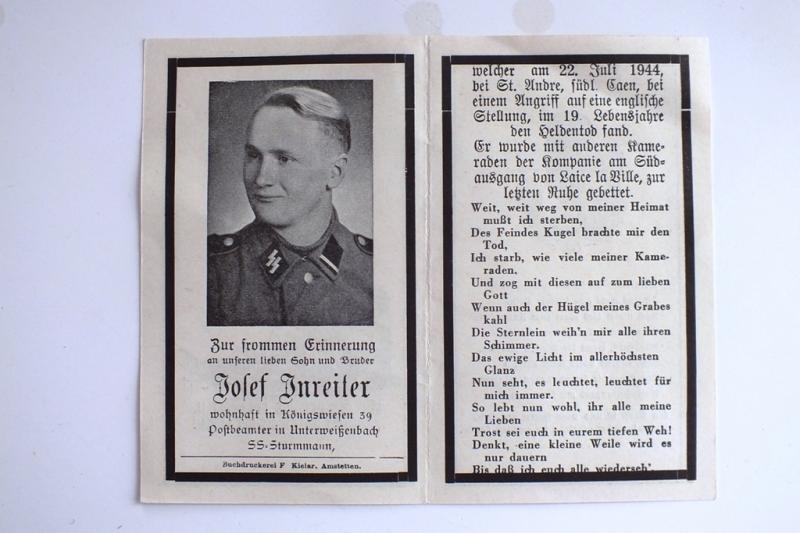 Zur frommen Erinnerung
an unseren lieben Sohn und Bruder
Josef Inreiter
wohnhaft in Königswiesen 39
Postbeamter in Unterweißenbach
SS-Sturmmann,
Buchdruckerei F Kielar, Amstetten.
welcher am 22. Juli 1944,
bei St. Andre, südl. Caen, bei
einem Angriff auf eine englische
Stellung, im 19. Lebensjahre
den Heldentod fand.
Er wurde mit anderen Kame-
raden der Kompanie am Süd-
ausgang von Laice la Ville, zur
letzten Ruhe gebettet.
Weit, weit weg von meiner Heimat
mußt ich sterben,
Des Feindes Kugel brachte mir den
Tod,
Ich starb, wie viele meiner Kame-
raden,
Und zog mit diesen auf zum lieben
Gott
Wenn auch der Hügel meines Grabes
kahl
Die Sternlein weih'n mir alle ihren
Schimmer.
Das ewige Licht im allerhöchsten
Glanz
Nun seht, es leuchtet, leuchtet für
mich immer.
So lebt nun wohl, ihr alle meine
Lieben
Trost sei euch in eurem tiefen Weh!
Denkt, eine kleine Weile wird es
nur dauern
Bis daß ich euch alle wiederseh'.